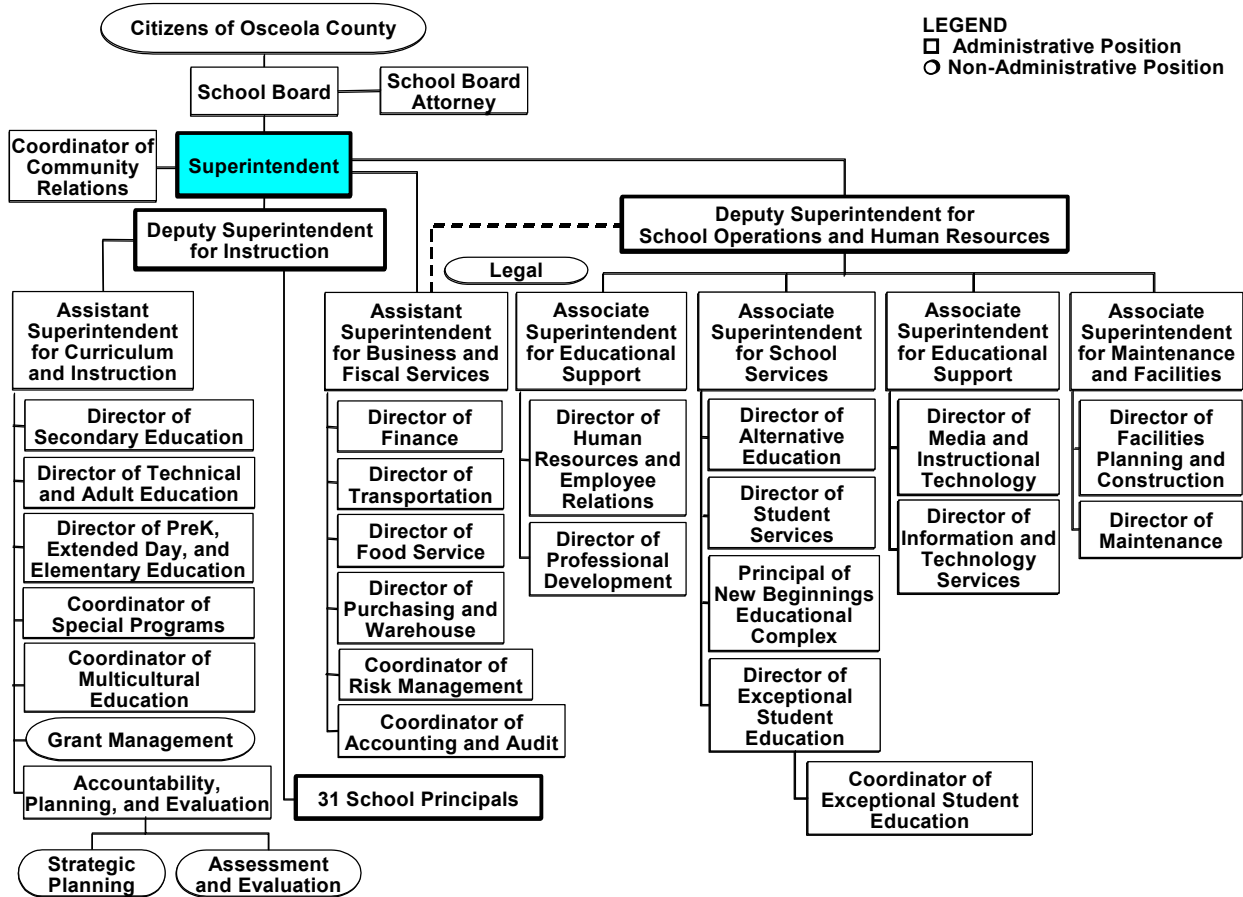 Citizens of Osceola County
LEGEND
Administrative Position
Non-Administrative Position
School Board
School Board
Attorney
Coordinator of
Community
Relations
Superintendent
Deputy Superintendent
for Instruction
Deputy Superintendent for
School Operations and Human Resources
Legal
Assistant
Superintendent
for Curriculum
and Instruction
Director of
Secondary Education
Director of Technical
and Adult Education
Director of PreK,
Extended Day, and
Elementary Education
Coordinator of
Special Programs
Coordinator of
Multicultural
Education
Grant Management
Accountability,
Planning, and Evaluation
Strategic
Planning
Assessment
and Evaluation
31 School Principals
Assistant
Superintendent
for Business and
Fiscal Services
Director of
Finance
Director of
Transportation
Director of
Food Service
Director of
Purchasing and
Warehouse
Coordinator of
Risk Management
Coordinator of
Accounting and Audit
Associate
Superintendent
for Educational
Support
Director of
Human
Resources and
Employee
Relations
Director of
Professional
Development
Associate
Superintendent
for School
Services
Director of
Alternative
Education
Director of
Student
Services
Principal of
New Beginnings
Educational
Complex
Director of
Exceptional
Student
Education
Coordinator of
Exceptional Student
Education
Associate
Superintendent
for Educational
Support
Director of
Media and
Instructional
Technology
Director of
Information and
Technology
Services
Associate
Superintendent
for Maintenance
and Facilities
Director of
Facilities
Planning and
Construction
Director of
Maintenance